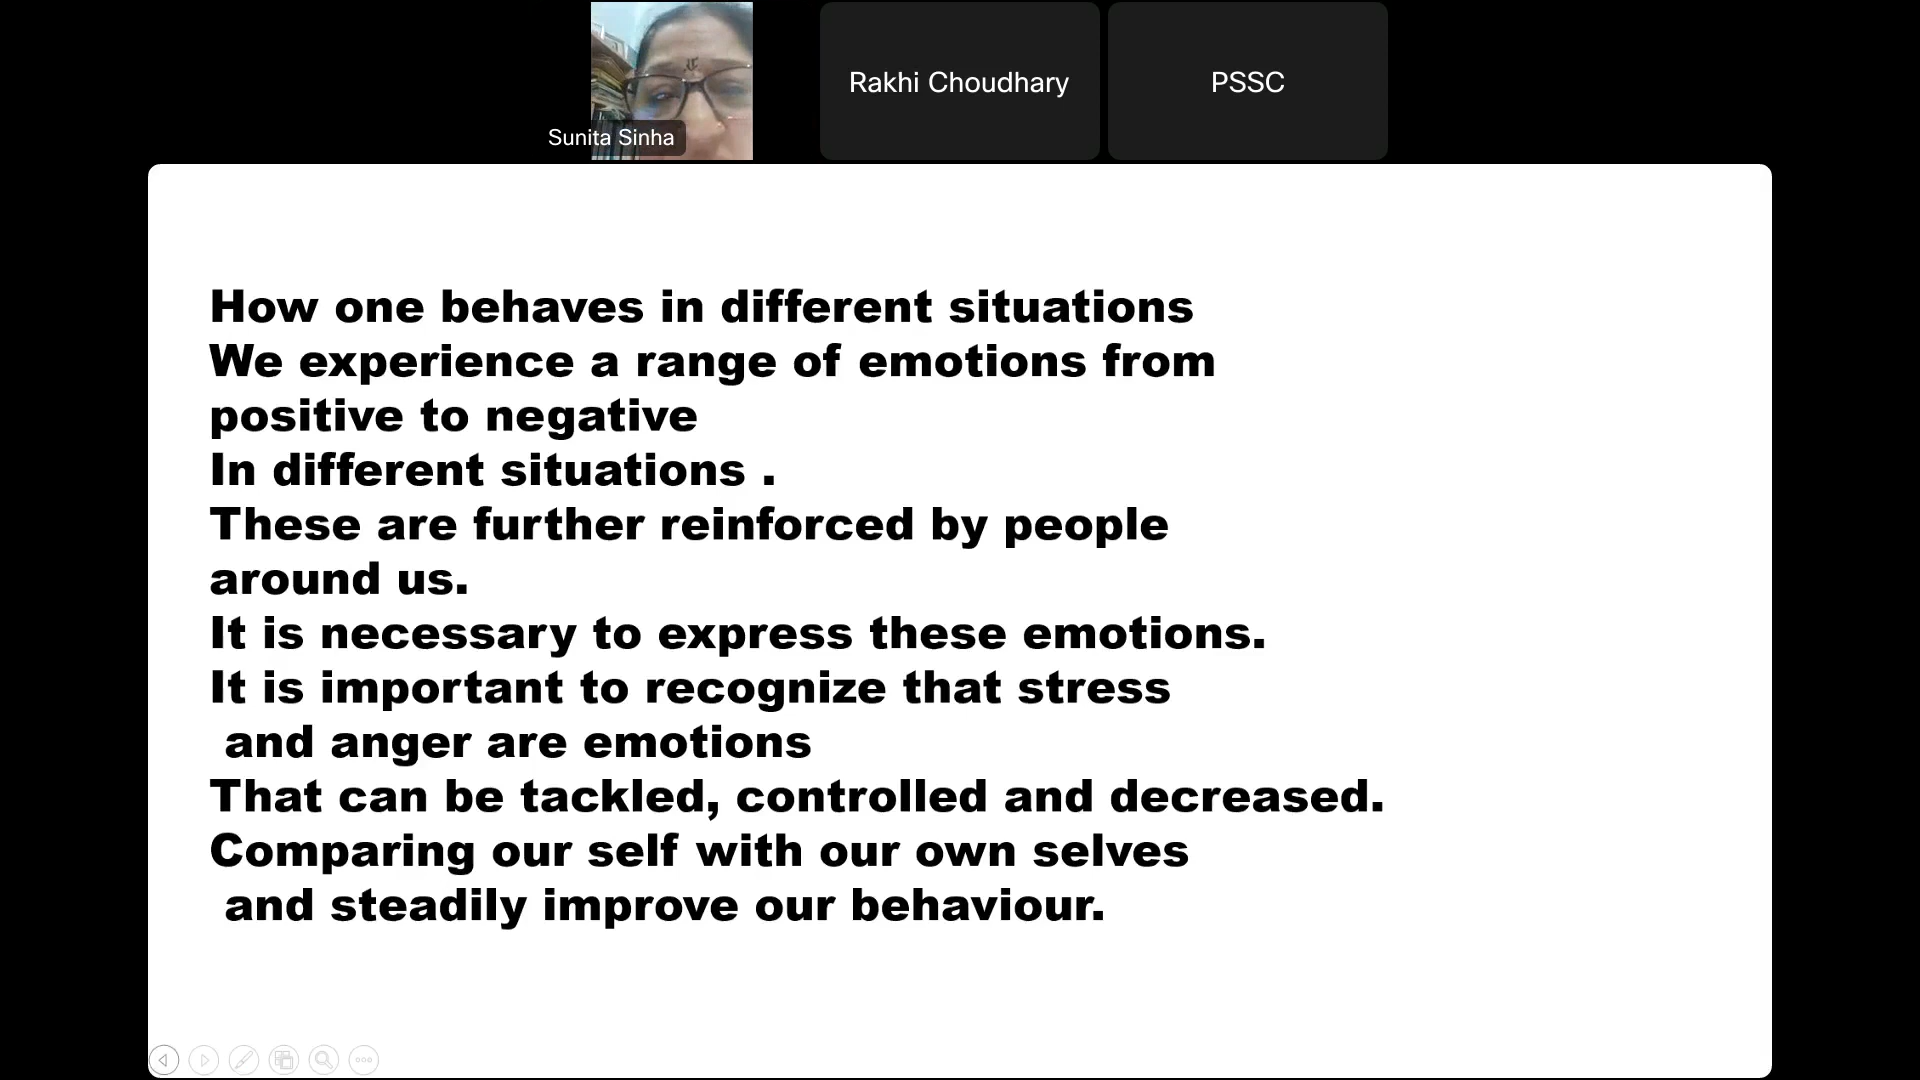 Sunita Sinha
Rakhi Choudhary
PSSC
How one behaves in different situations
We experience a range of emotions from
positive to negative
In different situations .
These are further reinforced by people
around us.
It is necessary to express these emotions.
It is important to recognize that stress
and anger are emotions
That can be tackled, controlled and decreased.
Comparing our self with our own selves
and steadily improve our behaviour.